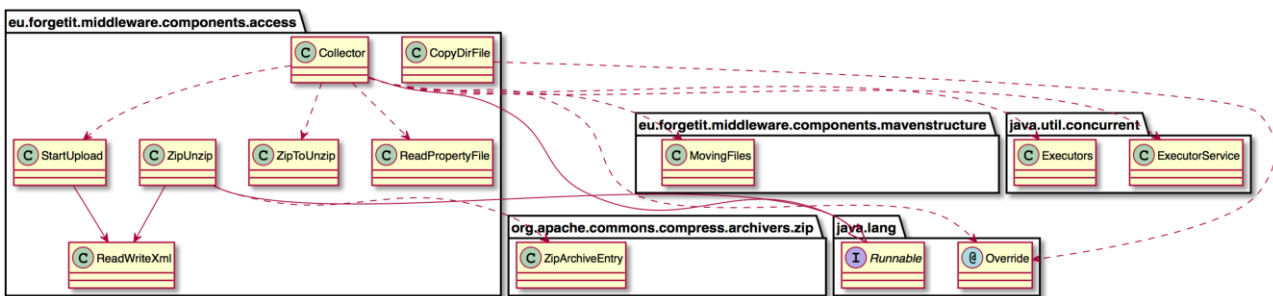 eu.forgetit.middleware.components.access
C Collector
C CopyDirFile
eu.forgetit.middleware.components.mavenstructure
java.util.concurrent
C StartUpload
C ZipUnzip
C ZipToUnzip
C ReadPropertyFile
C MovingFiles
C Executors
C ExecutorService
org.apache.commons.compress.archivers.zip
java.lang
C ReadWriteXml
C ZipArchiveEntry
I Runnable
@ Override